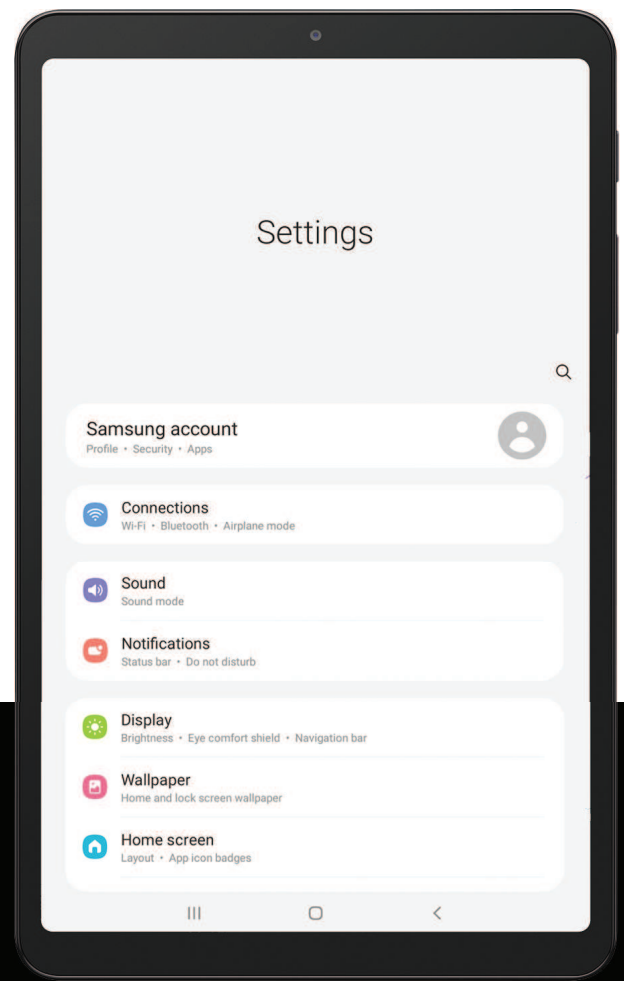 Settings
Samsung account
Profile • Security • Apps
Connections
Wi-Fi • Bluetooth • Airplane mode
Sound
Sound mode
Notifications
Status bar • Do not disturb
Display
Brightness • Eye comfort shield • Navigation bar
Wallpaper
Home and lock screen wallpaper
Home screen
Layout • App icon badges